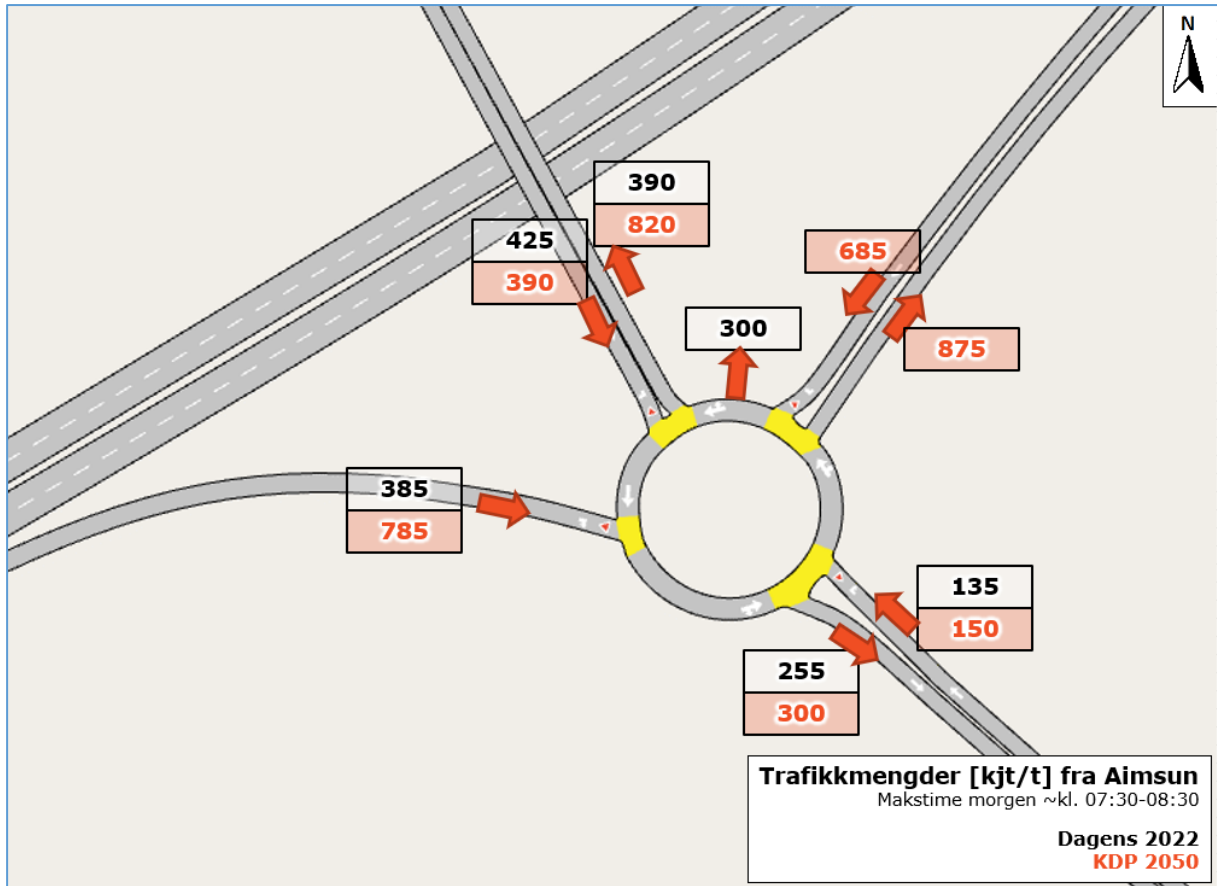 N
390
820
425
390
685
300
875
385
785
135
150
255
300
Trafikkmengder [kjt/t] fra Aimsun
Makstime morgen ~kl. 07:30-08:30
Dagens 2022
KDP 2050